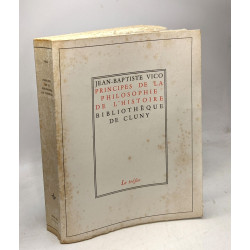 JEAN-BAPTISTE VICO
PRINCIPES DE LA
PHILOSOPHIE
DE L'HISTOIRE
BIBLIOTHÈQUE
DE CLUNY